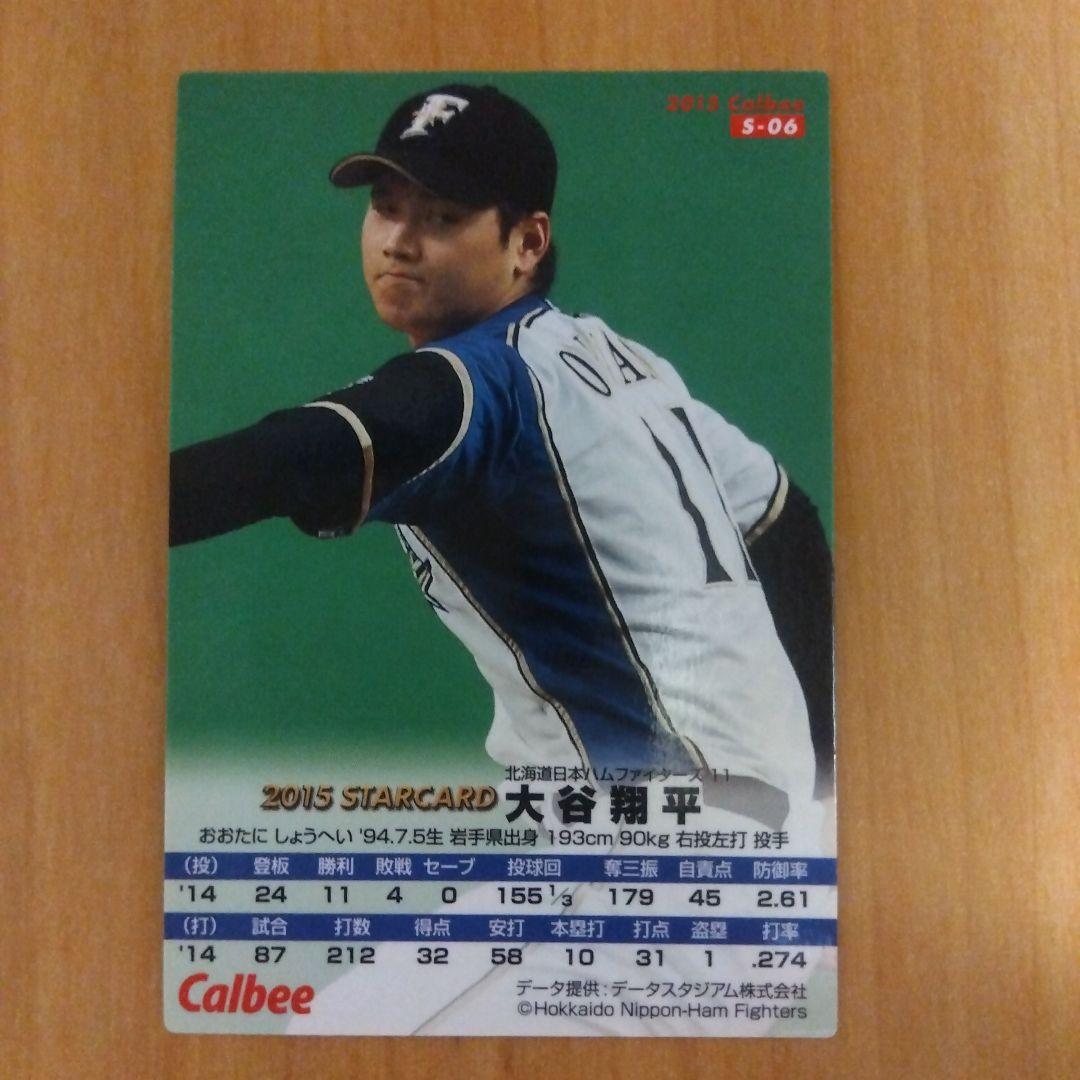 F
2015 Calbee
S-06
OYA
11
北海道日本ハムファイターズ 11
2015 STARCARD 大谷翔平
おおたに しょうへい '94.7.5生 岩手県出身 193cm 90kg 右投左打 投手
(投) 登板 勝利 敗戦 セーブ 投球回 奪三振 自責点 防御率
'14 24 11 4 0 155 1/3 179 45 2.61
(打) 試合 打数 得点 安打 本塁打 打点 盗塁 打率
'14 87 212 32 58 10 31 1 .274
Calbee
データ提供:データスタジアム株式会社
©Hokkaido Nippon-Ham Fighters